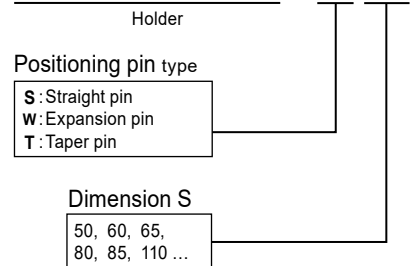 Holder
Positioning pin type
S : Straight pin
W : Expansion pin
T : Taper pin
Dimension S
50, 60, 65,
80, 85, 110 ...